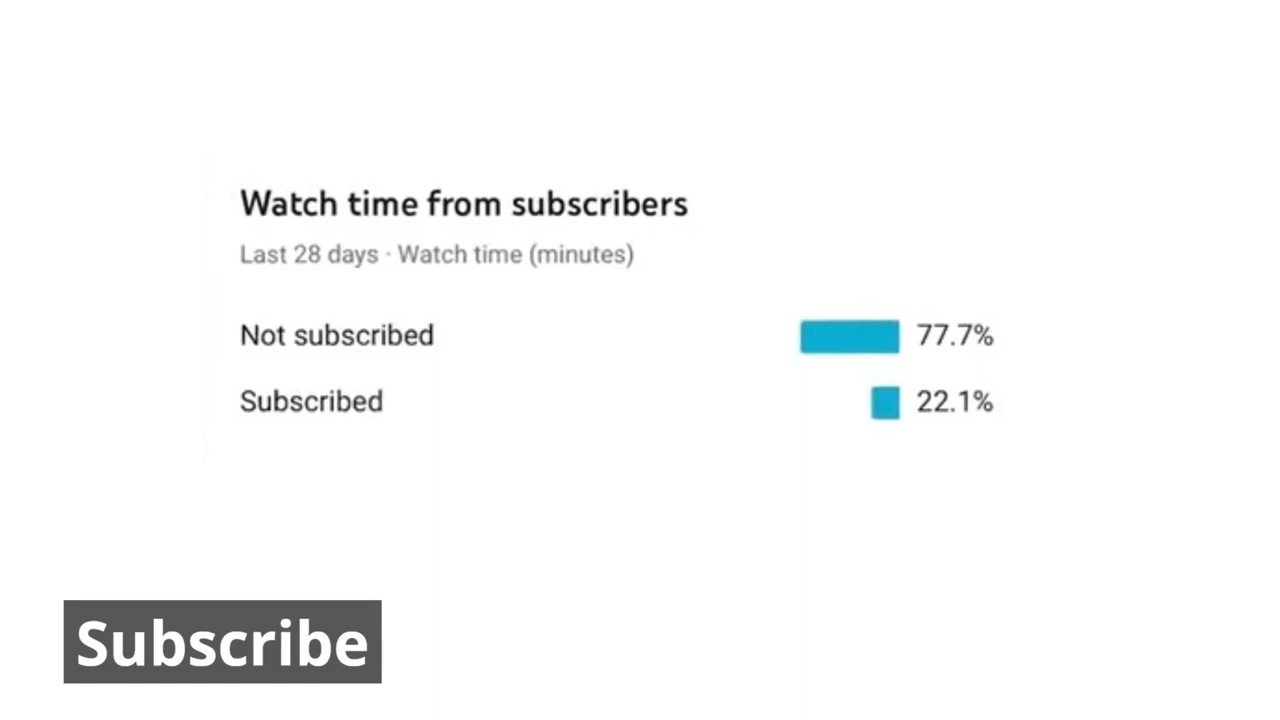 Watch time from subscribers
Last 28 days · Watch time (minutes)
Not subscribed 77.7%
Subscribed 22.1%
Subscribe